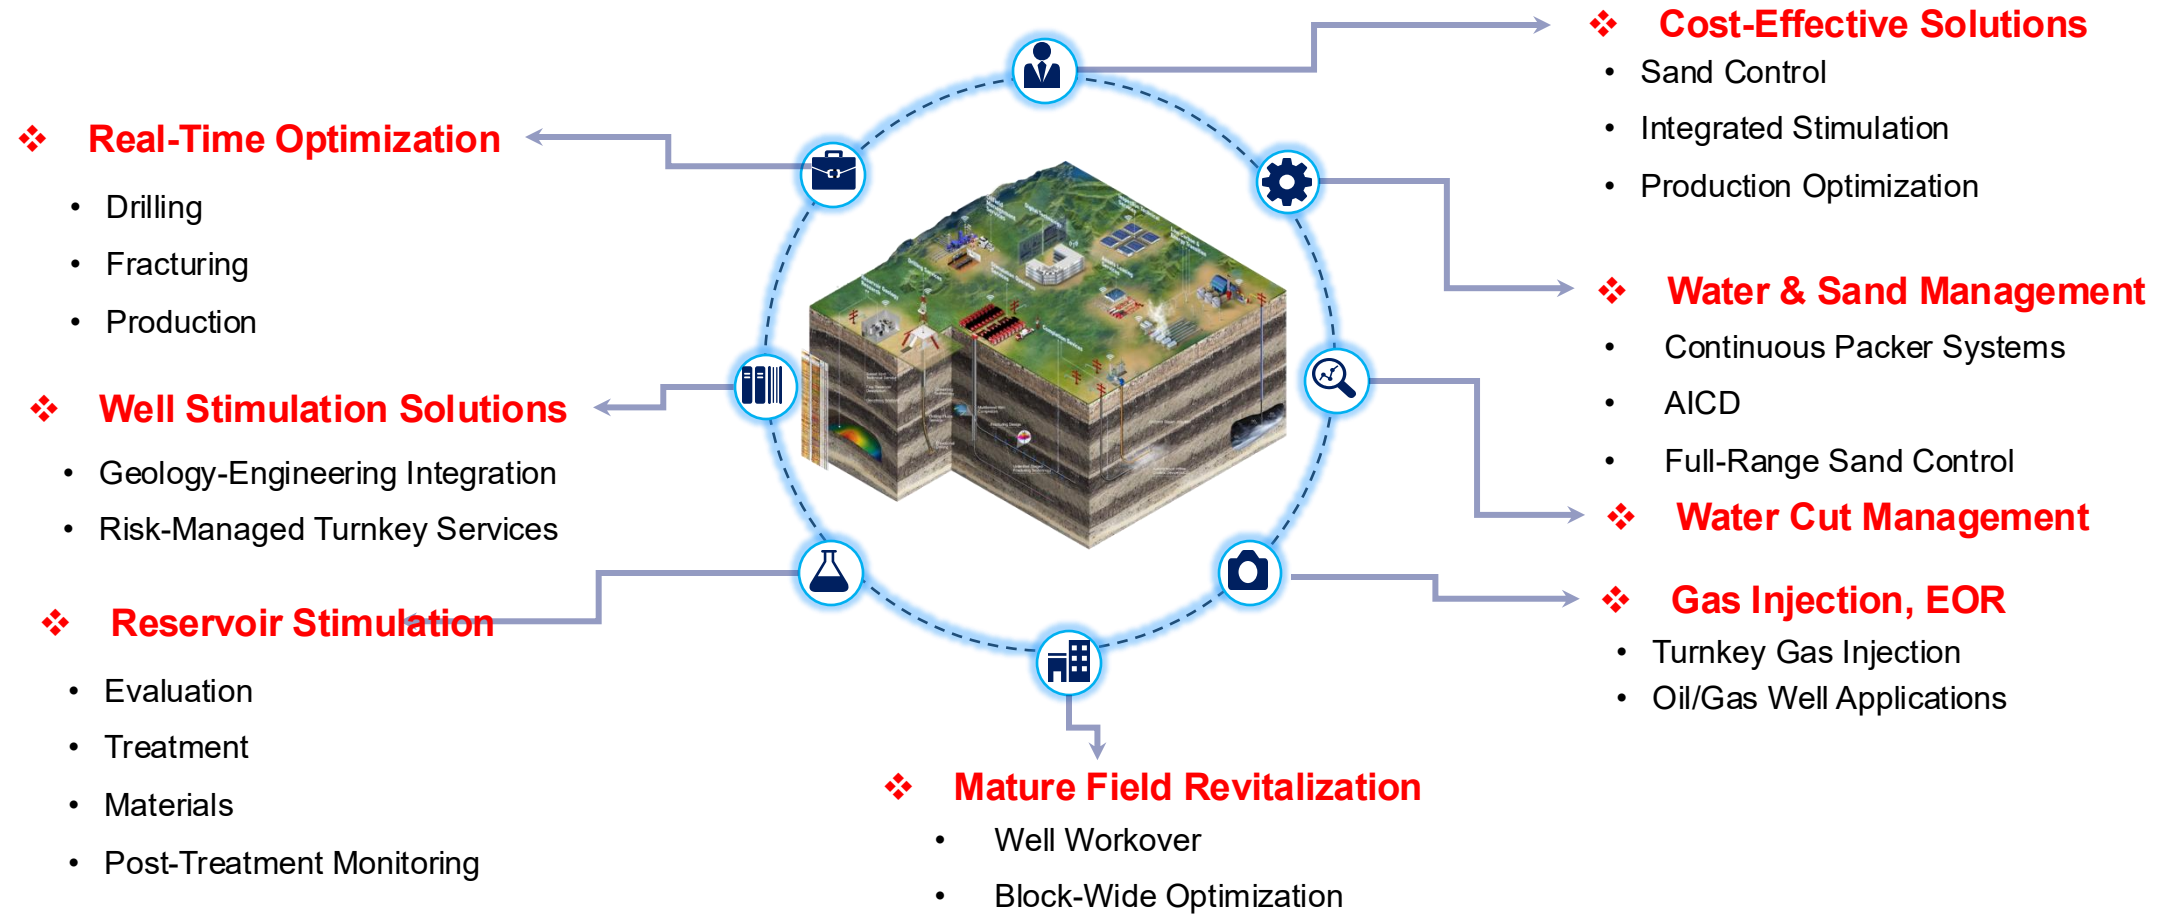 Cost-Effective Solutions
Sand Control
Integrated Stimulation
Production Optimization
Real-Time Optimization
Drilling
Fracturing
Production
Water & Sand Management
Continuous Packer Systems
AICD
Full-Range Sand Control
Well Stimulation Solutions
Geology-Engineering Integration
Risk-Managed Turnkey Services
Water Cut Management
Reservoir Stimulation
Evaluation
Treatment
Materials
Post-Treatment Monitoring
Gas Injection, EOR
Turnkey Gas Injection
Oil/Gas Well Applications
Mature Field Revitalization
Well Workover
Block-Wide Optimization